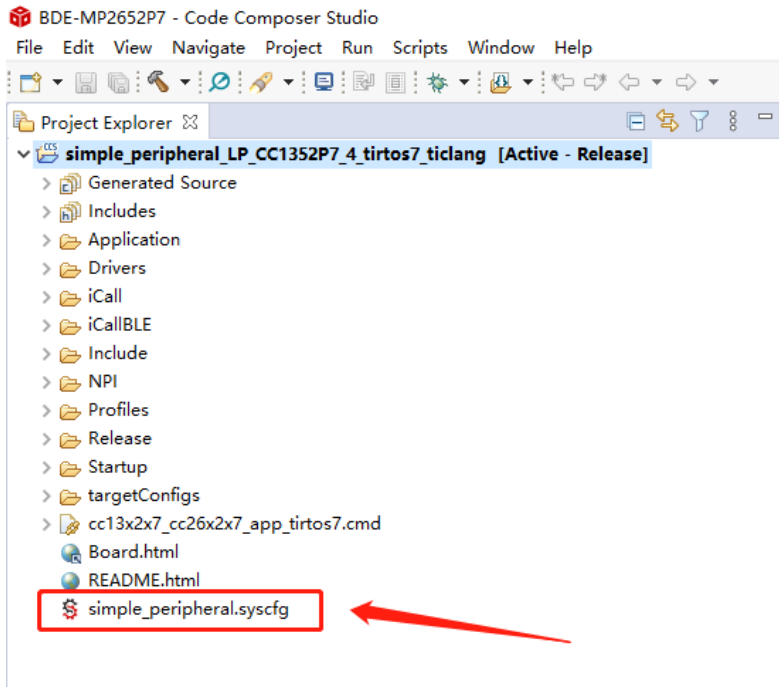 BDE-MP2652P7 - Code Composer Studio
File Edit View Navigate Project Run Scripts Window Help
Project Explorer
simple_peripheral_LP_CC1352P7_4_tirtos7_ticlang [Active - Release]
Generated Source
Includes
Application
Drivers
iCall
iCallBLE
Include
NPI
Profiles
Release
Startup
targetConfigs
cc13x2x7_cc26x2x7_app_tirtos7.cmd
Board.html
README.html
simple_peripheral.syscfg